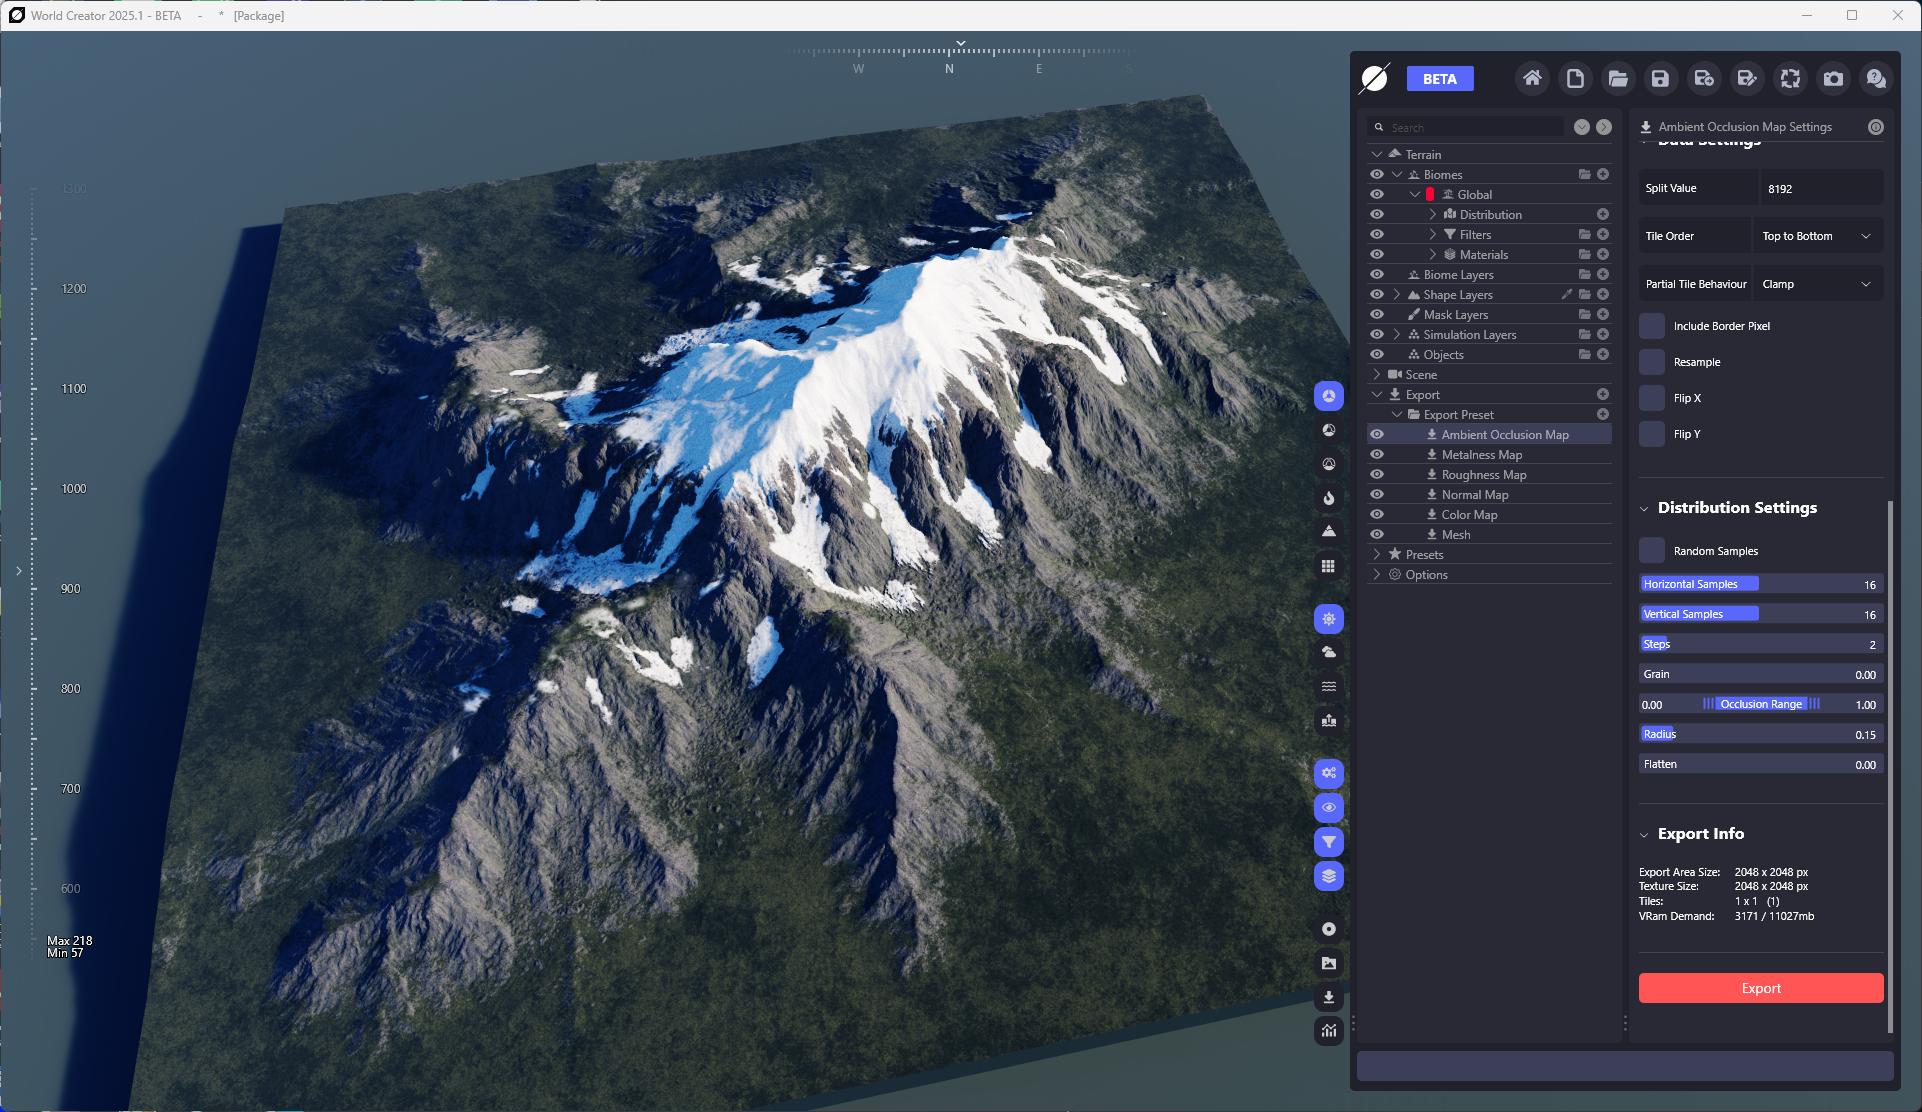 World Creator 2025.1 - BETA - * [Package]
W N E S
1300
1200
1100
1000
900
800
700
600
Max 218
Min 57
BETA
Search
Terrain
Biomes
Global
Distribution
Filters
Materials
Biome Layers
Shape Layers
Mask Layers
Simulation Layers
Objects
Scene
Export
Export Preset
Ambient Occlusion Map
Metalness Map
Roughness Map
Normal Map
Color Map
Mesh
Presets
Options
Ambient Occlusion Map Settings
Data Settings
Split Value 8192
Tile Order Top to Bottom
Partial Tile Behaviour Clamp
Include Border Pixel
Resample
Flip X
Flip Y
Distribution Settings
Random Samples
Horizontal Samples 16
Vertical Samples 16
Steps 2
Grain 0.00
0.00 Occlusion Range 1.00
Radius 0.15
Flatten 0.00
Export Info
Export Area Size: 2048 x 2048 px
Texture Size: 2048 x 2048 px
Tiles: 1 x 1 (1)
VRam Demand: 3171 / 11027mb
Export